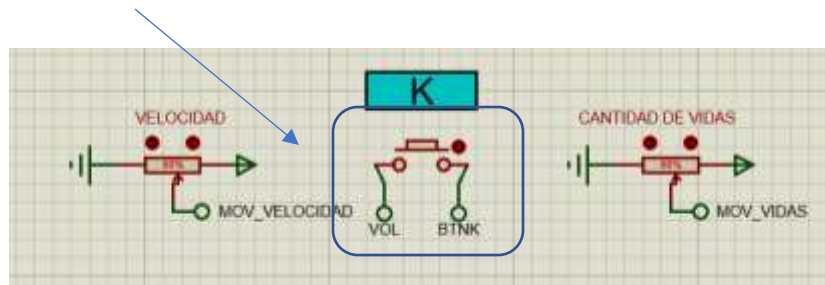 K
VELOCIDAD
CANTIDAD DE VIDAS
MOV_VELOCIDAD
VOL
BTNK
MOV_VIDAS